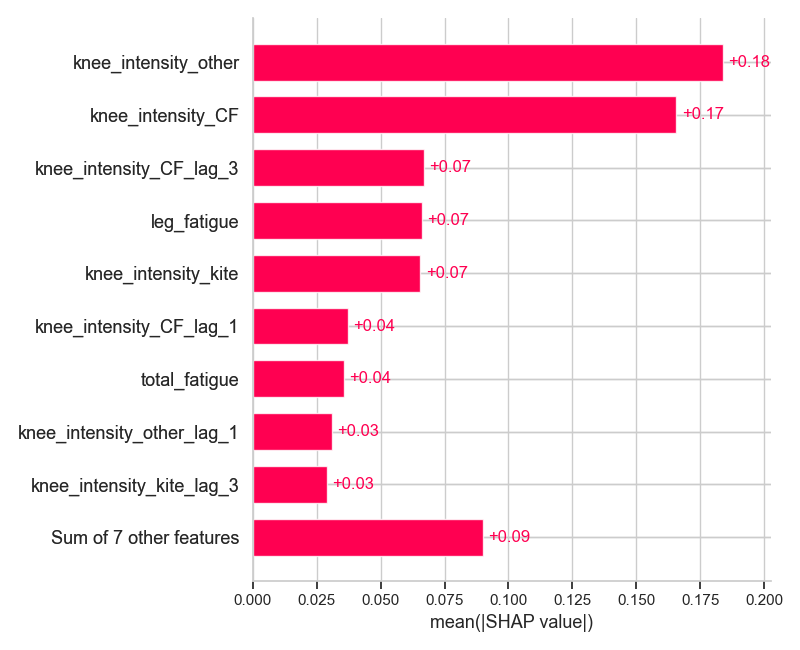 knee_intensity_other +0.18
knee_intensity_CF +0.17
knee_intensity_CF_lag_3 +0.07
leg_fatigue +0.07
knee_intensity_kite +0.07
knee_intensity_CF_lag_1 +0.04
total_fatigue +0.04
knee_intensity_other_lag_1 +0.03
knee_intensity_kite_lag_3 +0.03
Sum of 7 other features +0.09
0.000 0.025 0.050 0.075 0.100 0.125 0.150 0.175 0.200
mean(|SHAP value|)